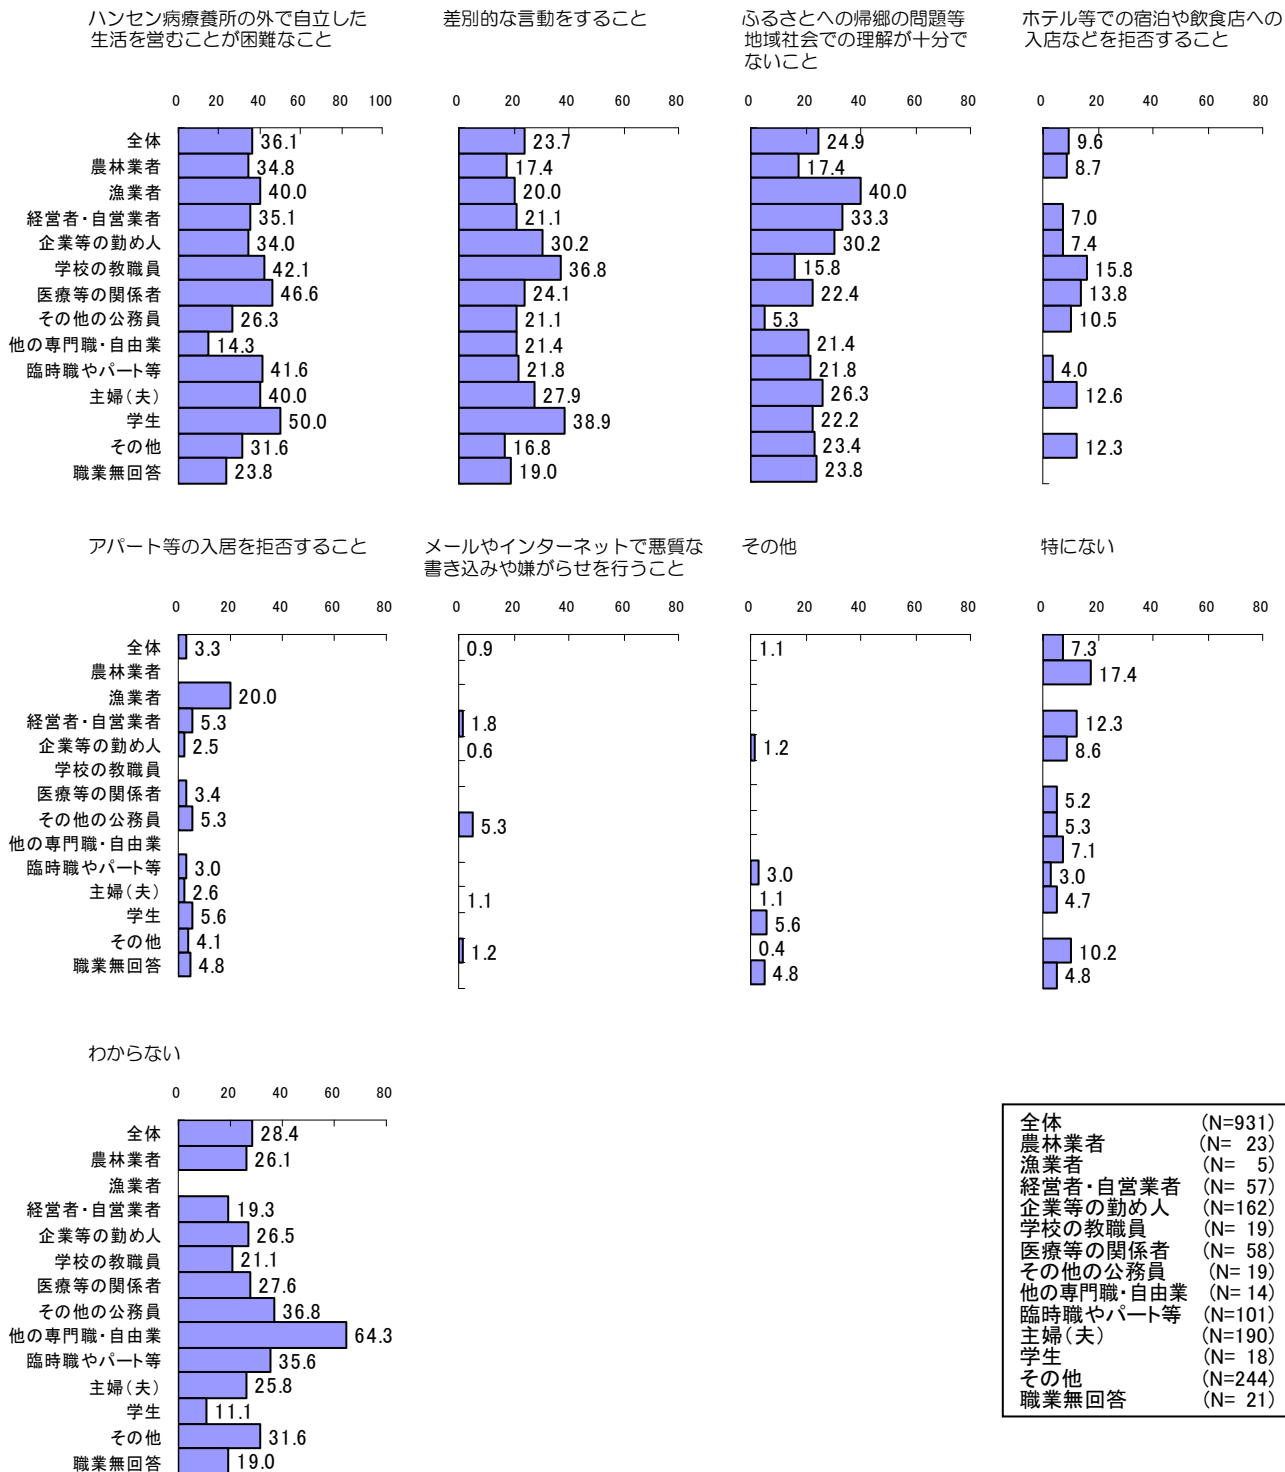 ハンセン病療養所の外で自立した
生活を営むことが困難なこと
0 20 40 60 80 100
全体 36.1
農林業者 34.8
漁業者 40.0
経営者・自営業者 35.1
企業等の勤め人 34.0
学校の教職員 42.1
医療等の関係者 46.6
その他の公務員 26.3
他の専門職・自由業 14.3
臨時職やパート等 41.6
主婦(夫) 40.0
学生 50.0
その他 31.6
職業無回答 23.8
差別的な言動をすること
0 20 40 60 80
23.7
17.4
20.0
21.1
30.2
36.8
24.1
21.1
21.4
21.8
27.9
38.9
16.8
19.0
ふるさとへの帰郷の問題等
地域社会での理解が十分で
ないこと
0 20 40 60 80
24.9
17.4
40.0
33.3
30.2
15.8
22.4
5.3
21.4
21.8
26.3
22.2
23.4
23.8
ホテル等での宿泊や飲食店への
入店などを拒否すること
0 20 40 60 80
9.6
8.7
7.0
7.4
15.8
13.8
10.5
4.0
12.6
12.3
アパート等の入居を拒否すること
0 20 40 60 80
全体 3.3
農林業者
漁業者 20.0
経営者・自営業者 5.3
企業等の勤め人 2.5
学校の教職員
医療等の関係者 3.4
その他の公務員 5.3
他の専門職・自由業
臨時職やパート等 3.0
主婦(夫) 2.6
学生 5.6
その他 4.1
職業無回答 4.8
メールやインターネットで悪質な
書き込みや嫌がらせを行うこと
0 20 40 60 80
0.9
1.8
0.6
5.3
1.1
1.2
その他
0 20 40 60 80
1.1
1.2
3.0
1.1
5.6
0.4
4.8
特にない
0 20 40 60 80
7.3
17.4
12.3
8.6
5.2
5.3
7.1
3.0
4.7
10.2
4.8
わからない
0 20 40 60 80
全体 28.4
農林業者 26.1
漁業者
経営者・自営業者 19.3
企業等の勤め人 26.5
学校の教職員 21.1
医療等の関係者 27.6
その他の公務員 36.8
他の専門職・自由業 64.3
臨時職やパート等 35.6
主婦(夫) 25.8
学生 11.1
その他 31.6
職業無回答 19.0
全体 (N=931)
農林業者 (N= 23)
漁業者 (N= 5)
経営者・自営業者 (N= 57)
企業等の勤め人 (N=162)
学校の教職員 (N= 19)
医療等の関係者 (N= 58)
その他の公務員 (N= 19)
他の専門職・自由業 (N= 14)
臨時職やパート等 (N=101)
主婦(夫) (N=190)
学生 (N= 18)
その他 (N=244)
職業無回答 (N= 21)